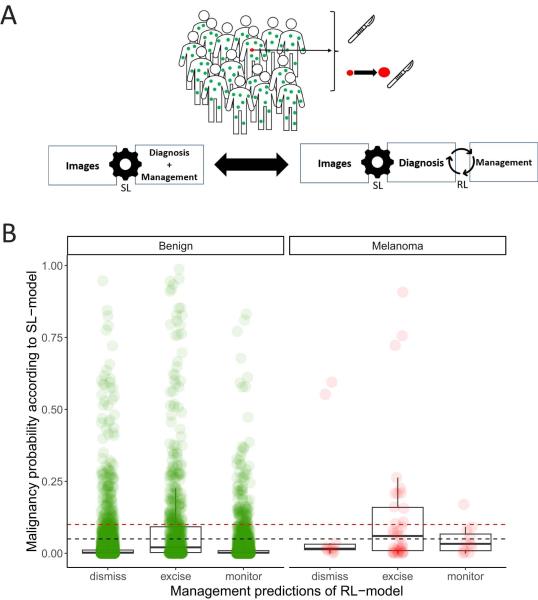 A
Images
SL
Diagnosis
+
Management
Images
SL
Diagnosis
RL
Management
B
Benign
Melanoma
Malignancy probability according to SL-model
1.00
0.75
0.50
0.25
0.00
dismiss
excise
monitor
dismiss
excise
monitor
Management predictions of RL-model